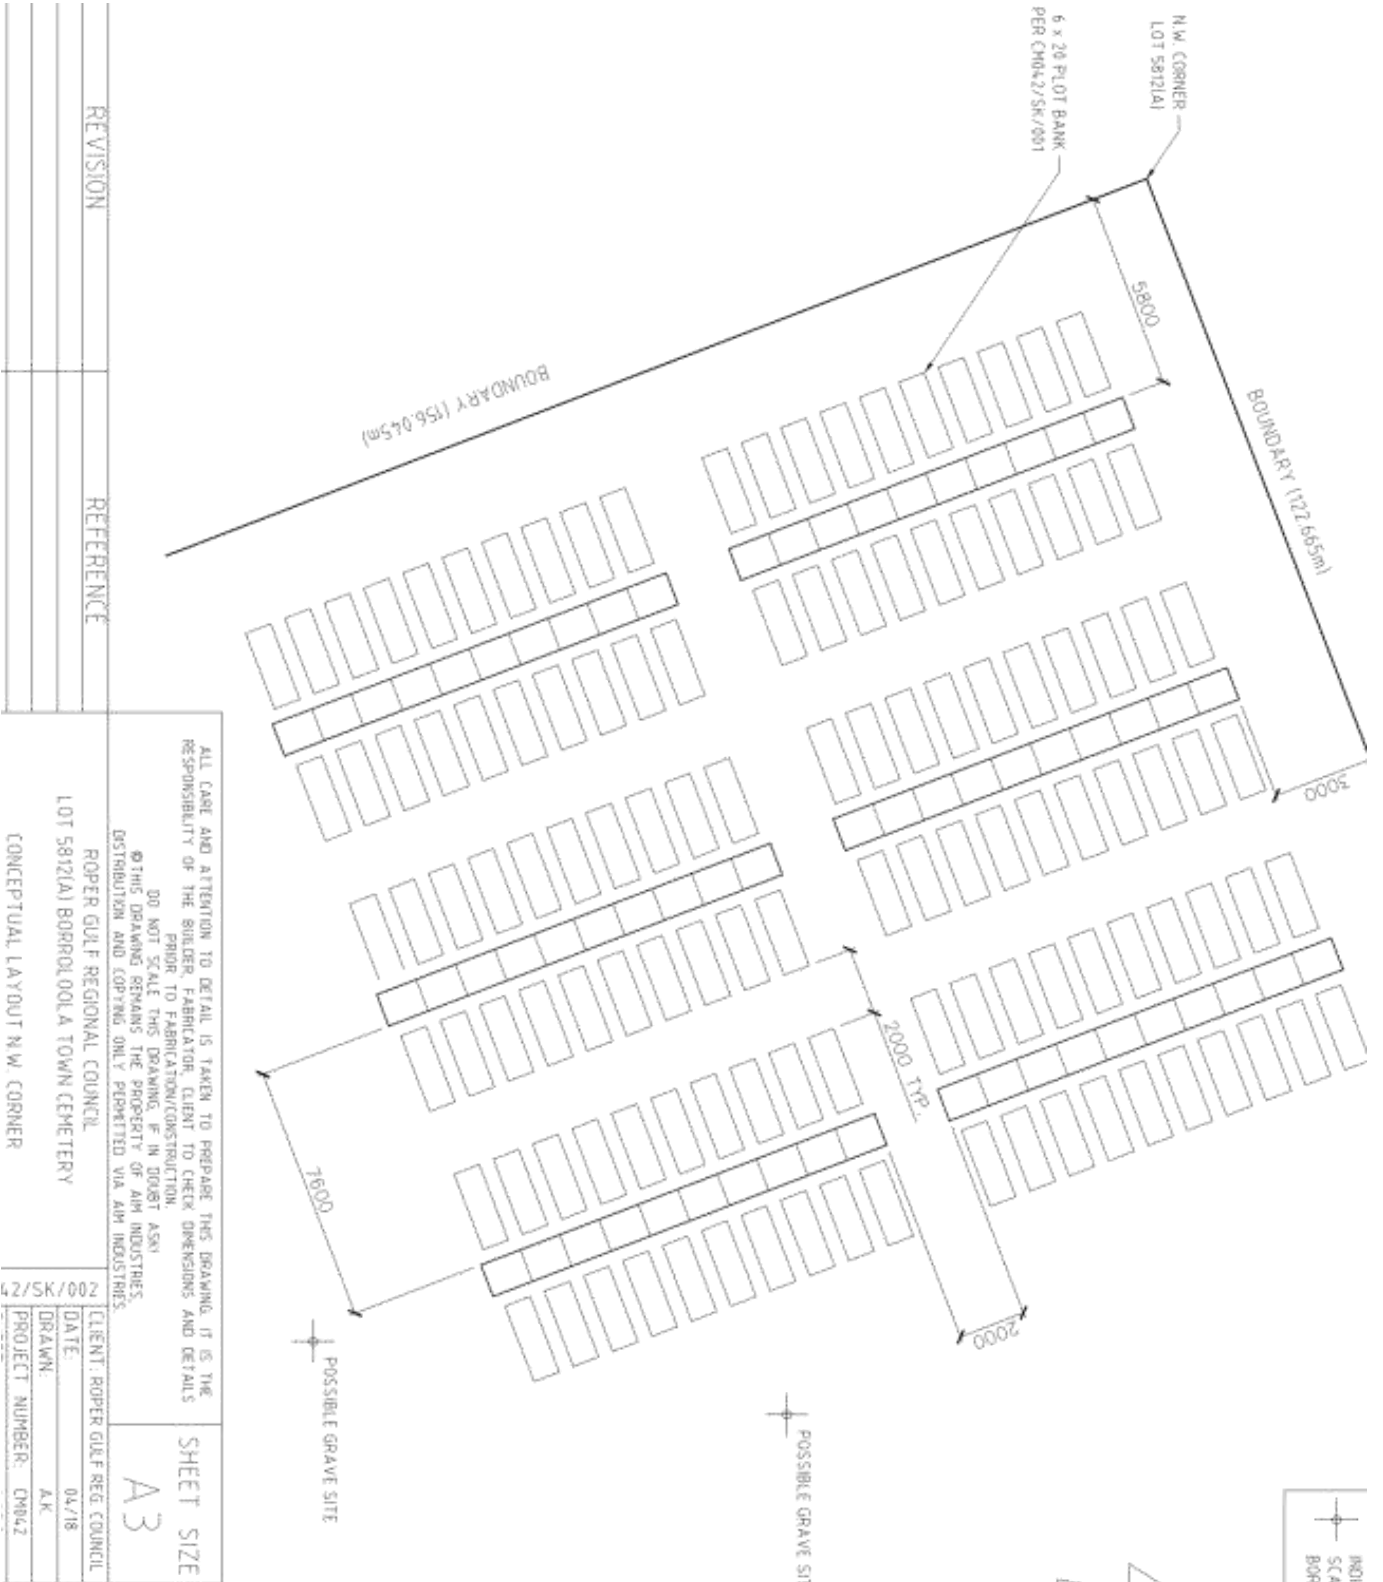 N.W. CORNER
LOT 5812(A)
6 x 20 PLOT BANK
PER CM042/SK/001
5800
BOUNDARY (122.665m)
BOUNDARY (156.045m)
3000
2000 TYP.
2000
7600
POSSIBLE GRAVE SITE
POSSIBLE GRAVE SIT
REVISION
REFERENCE
ALL CARE AND ATTENTION TO DETAIL IS TAKEN TO PREPARE THIS DRAWING. IT IS THE
RESPONSIBILITY OF THE BUILDER, FABRICATOR, CLIENT TO CHECK DIMENSIONS AND DETAILS
PRIOR TO FABRICATION/CONSTRUCTION.
DO NOT SCALE THIS DRAWING, IF IN DOUBT ASK!
© THIS DRAWING REMAINS THE PROPERTY OF AIM INDUSTRIES.
DISTRIBUTION AND COPYING ONLY PERMITTED VIA AIM INDUSTRIES.
SHEET SIZE
A3
ROPER GULF REGIONAL COUNCIL
LOT 5812(A) BORROLOOLA TOWN CEMETERY
CONCEPTUAL LAYOUT N.W. CORNER
42/SK/002
CLIENT: ROPER GULF REG. COUNCIL
DATE: 04/18
DRAWN: A.K.
PROJECT NUMBER: CM042
INDI
SCA
BOR